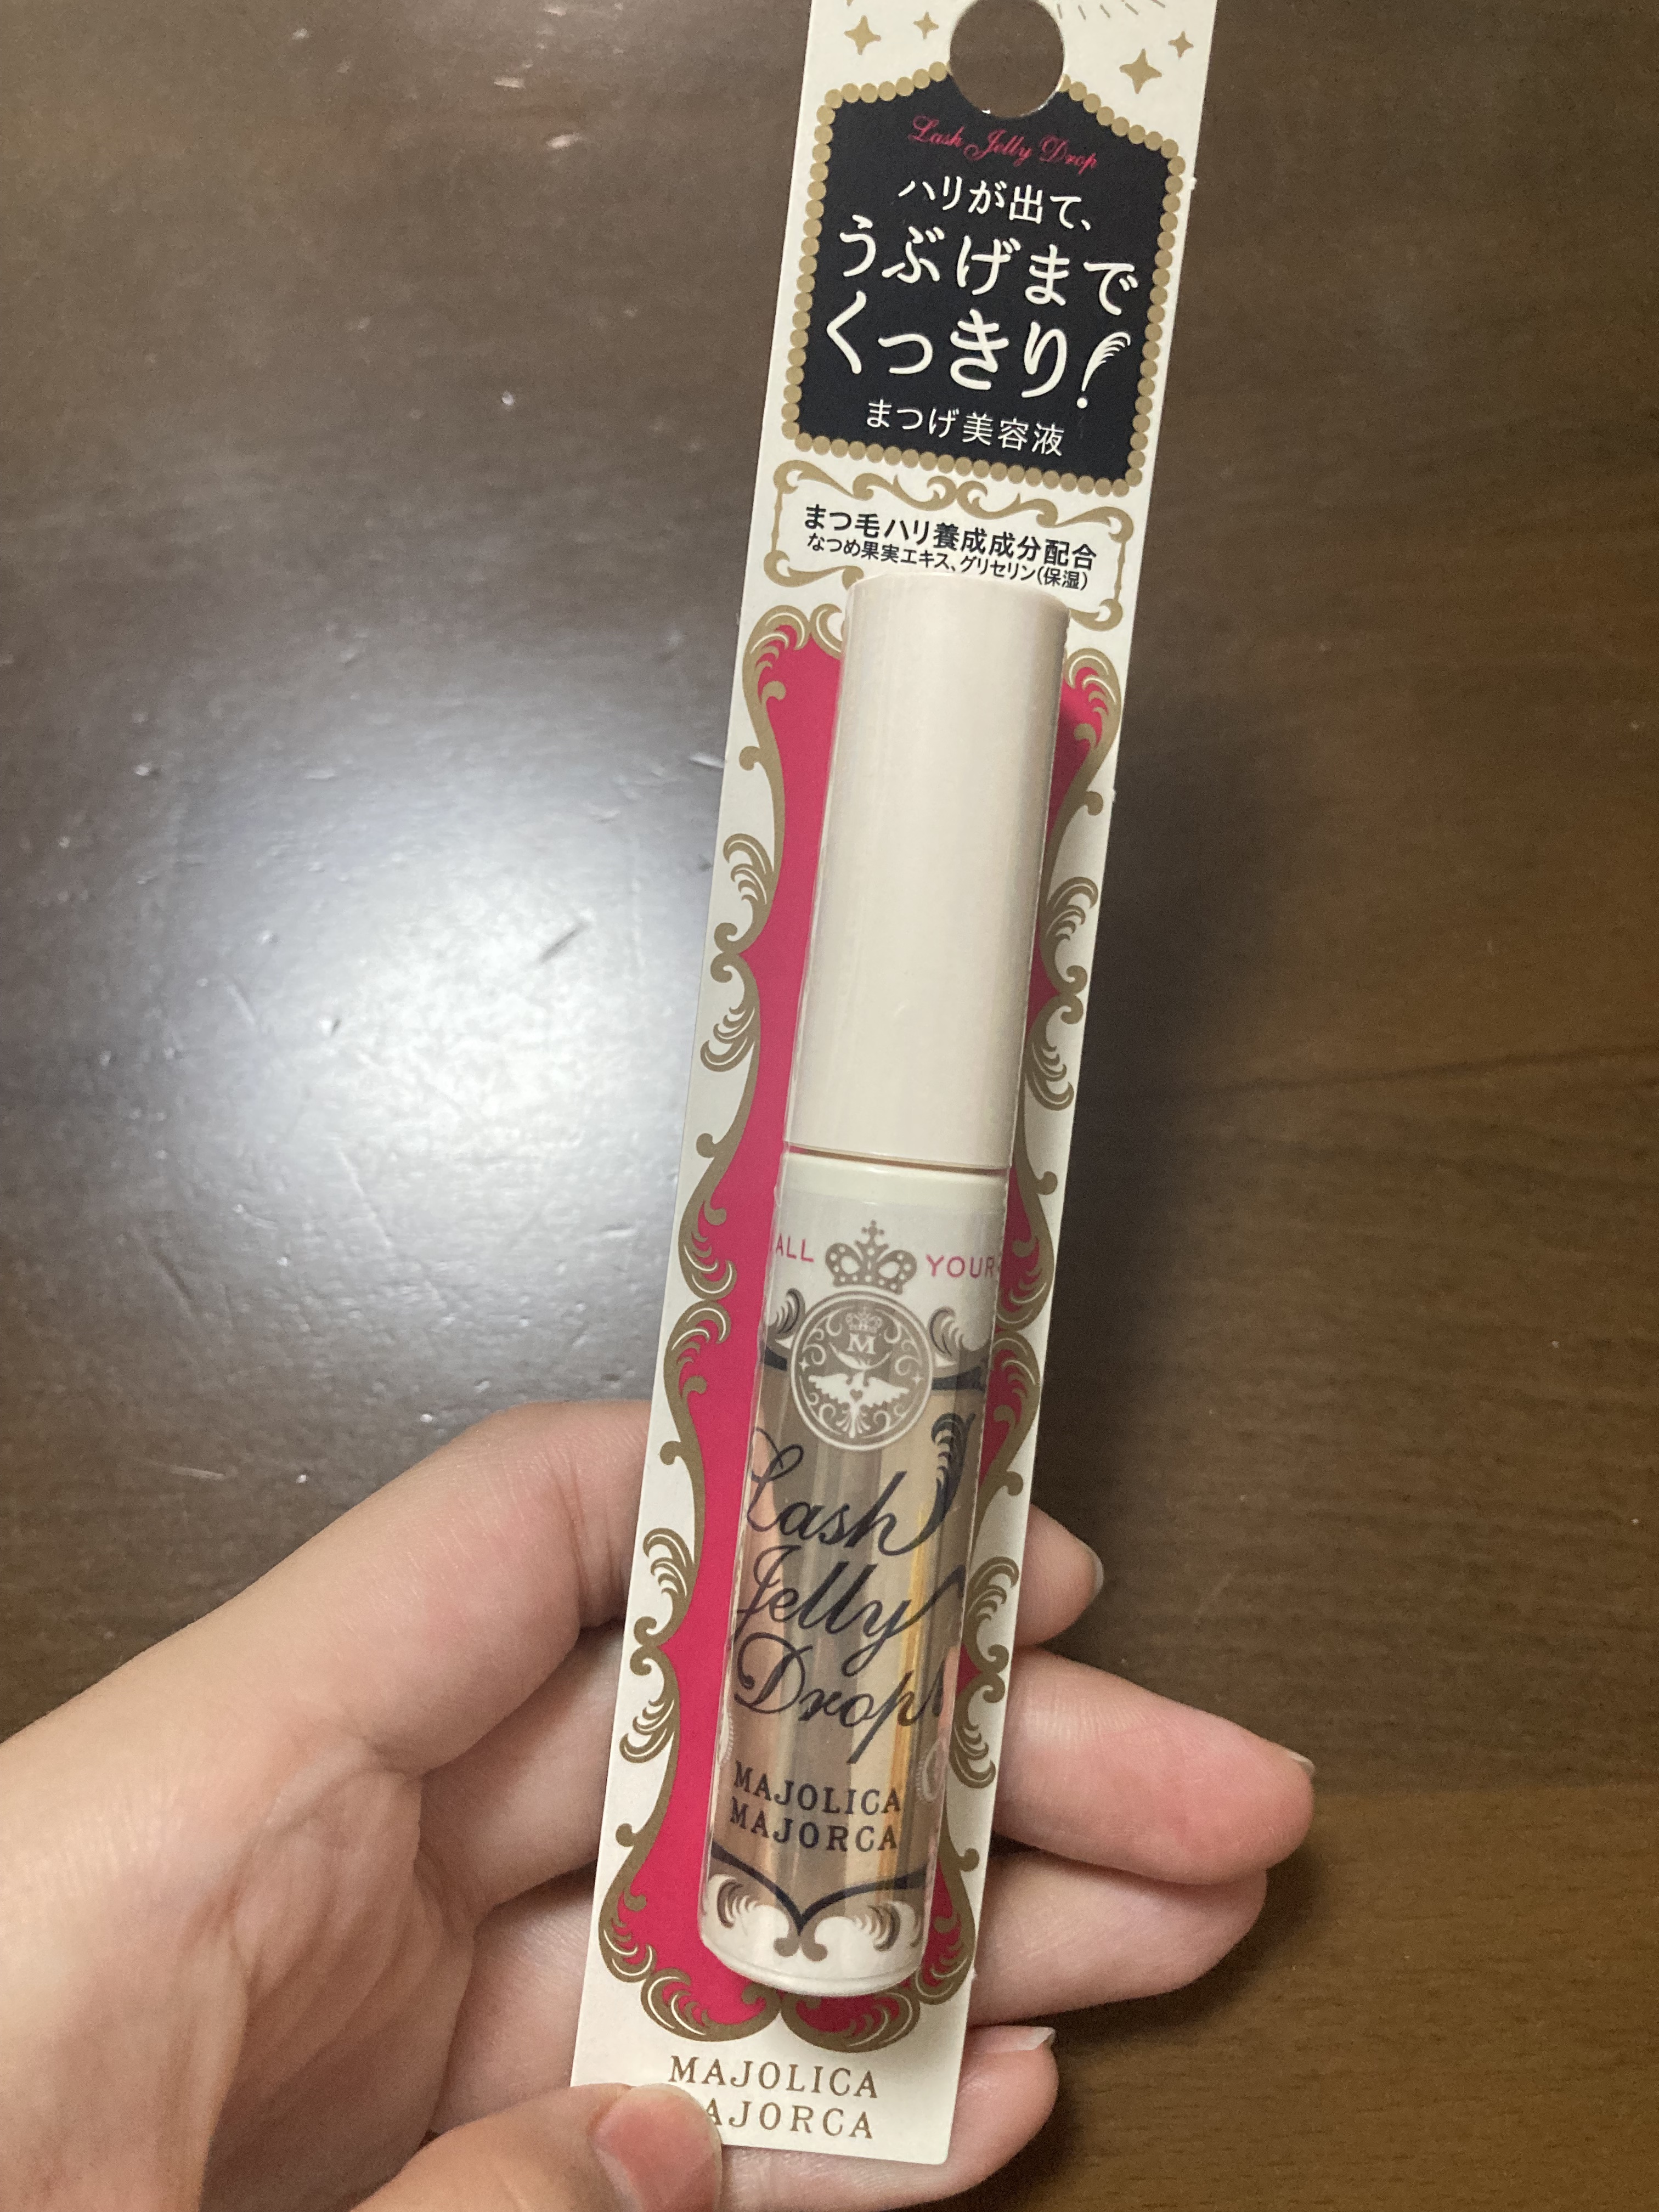 Lash Jelly Drop
ハリが出て、
うぶげまで
くっきり!
まつげ美容液
まつ毛ハリ養成成分配合
なつめ果実エキス、グリセリン(保湿)
ALL YOUR
M
Lash
Jelly
Drop
MAJOLICA
MAJORCA
MAJOLICA
AJORCA